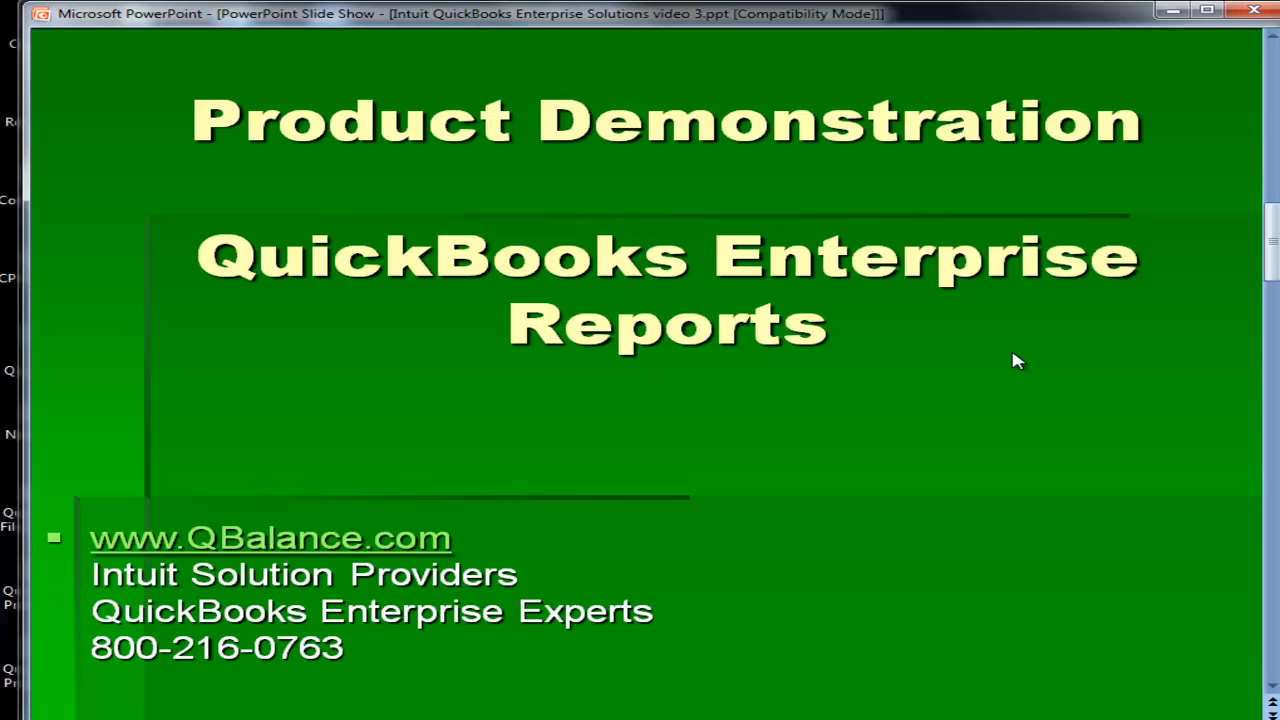 Microsoft PowerPoint - [PowerPoint Slide Show - [Intuit QuickBooks Enterprise Solutions video 3.ppt [Compatibility Mode]]]
Product Demonstration
QuickBooks Enterprise
Reports
www.QBalance.com
Intuit Solution Providers
QuickBooks Enterprise Experts
800-216-0763